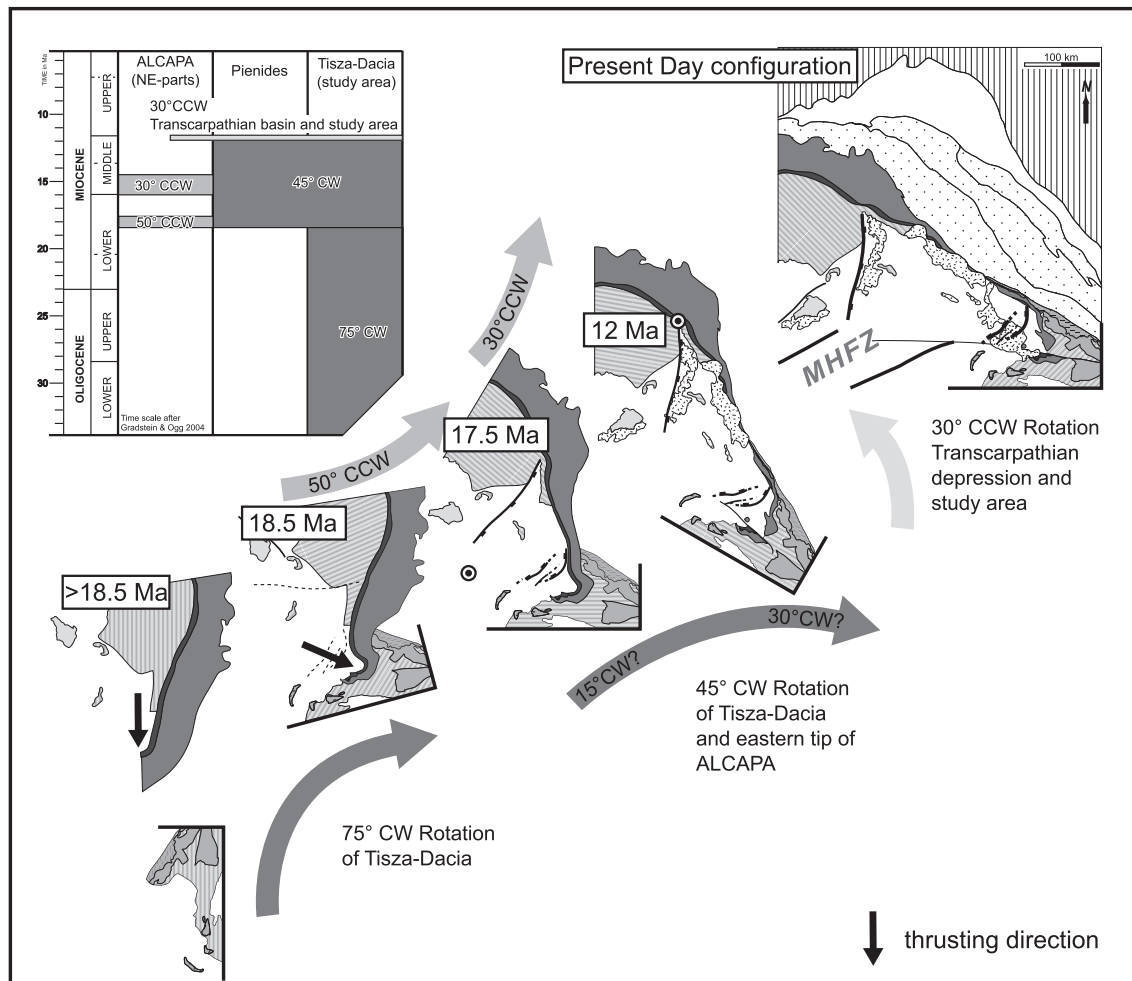 TIME in Ma
ALCAPA
(NE-parts)
Pienides
Tisza-Dacia
(study area)
Present Day configuration
100 km
N
UPPER
MIDDLE
LOWER
UPPER
LOWER
MIOCENE
OLIGOCENE
10
15
20
25
30
30°CCW
Transcarpathian basin and study area
30° CCW
45° CW
50° CCW
75° CW
Time scale after
Gradstein & Ogg 2004
30°CCW
12 Ma
MHFZ
17.5 Ma
50° CCW
18.5 Ma
>18.5 Ma
30° CCW Rotation
Transcarpathian
depression and
study area
30°CW?
15°CW?
45° CW Rotation
of Tisza-Dacia
and eastern tip of
ALCAPA
75° CW Rotation
of Tisza-Dacia
thrusting direction